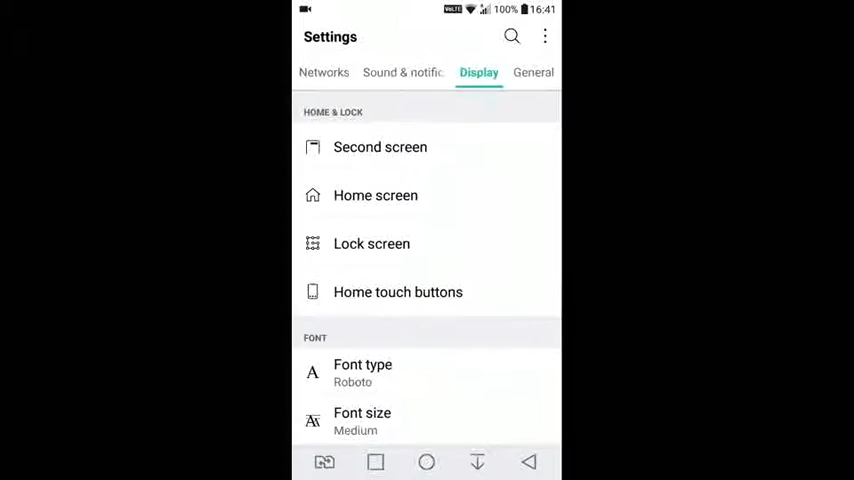 VoLTE 100% 16:41
Settings
Networks Sound & notific Display General
HOME & LOCK
Second screen
Home screen
Lock screen
Home touch buttons
FONT
Font type
Roboto
Font size
Medium